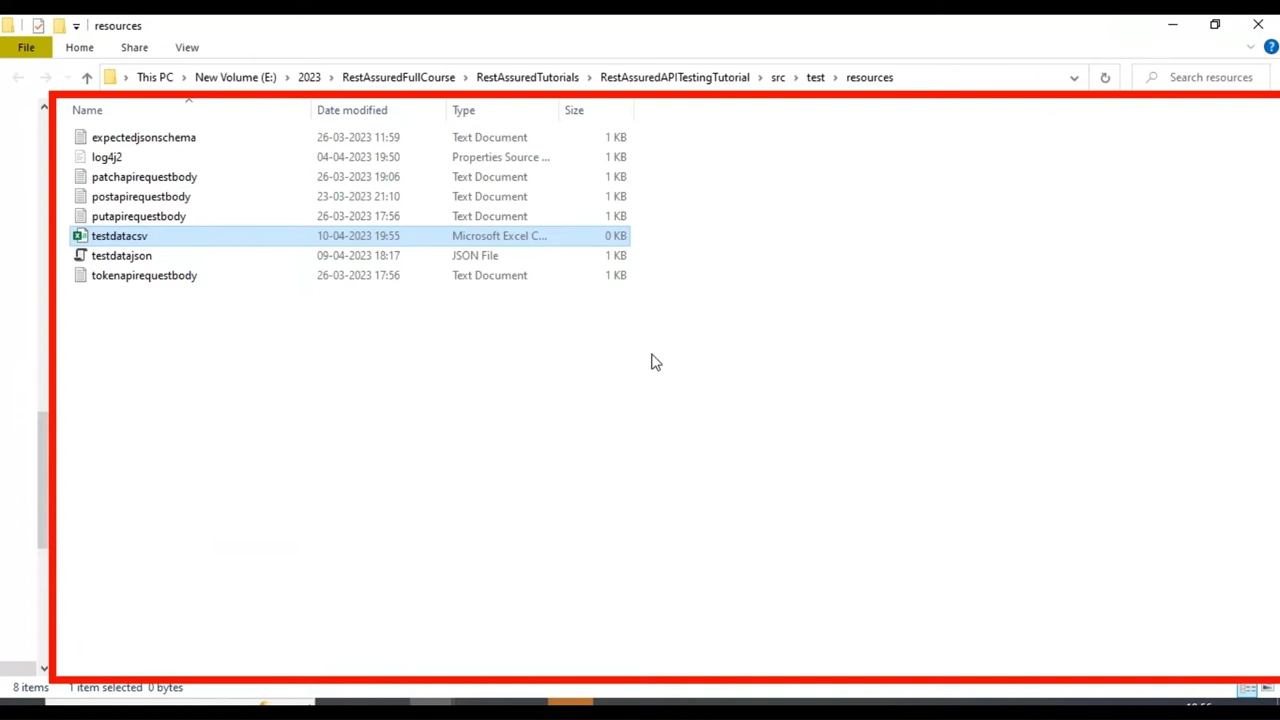 resources
File Home Share View
This PC New Volume (E:) 2023 RestAssuredFullCourse RestAssuredTutorials RestAssuredAPITestingTutorial src test resources Search resources
Name Date modified Type Size
expectedjsonschema 26-03-2023 11:59 Text Document 1 KB
log4j2 04-04-2023 19:50 Properties Source ... 1 KB
patchapirequestbody 26-03-2023 19:06 Text Document 1 KB
postapirequestbody 23-03-2023 21:10 Text Document 1 KB
putapirequestbody 26-03-2023 17:56 Text Document 1 KB
testdatacsv 10-04-2023 19:55 Microsoft Excel C... 0 KB
testdatajson 09-04-2023 18:17 JSON File 1 KB
tokenapirequestbody 26-03-2023 17:56 Text Document 1 KB
8 items 1 item selected 0 bytes